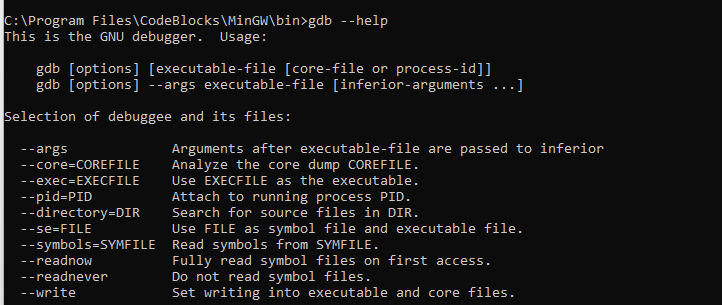 C:\Program Files\CodeBlocks\MinGW\bin>gdb --help
This is the GNU debugger.  Usage:

    gdb [options] [executable-file [core-file or process-id]]
    gdb [options] --args executable-file [inferior-arguments ...]

Selection of debuggee and its files:

  --args             Arguments after executable-file are passed to inferior
  --core=COREFILE    Analyze the core dump COREFILE.
  --exec=EXECFILE    Use EXECFILE as the executable.
  --pid=PID          Attach to running process PID.
  --directory=DIR    Search for source files in DIR.
  --se=FILE          Use FILE as symbol file and executable file.
  --symbols=SYMFILE  Read symbols from SYMFILE.
  --readnow          Fully read symbol files on first access.
  --readnever        Do not read symbol files.
  --write            Set writing into executable and core files.